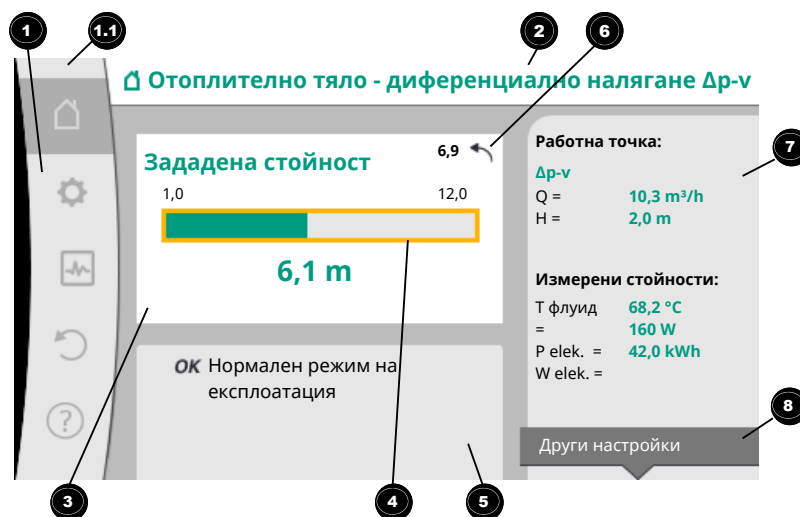 1
1.1
2
6
Отоплително тяло - диференциално налягане Δp-v
Зададена стойност
6,9
1,0
12,0
6,1 m
OK Нормален режим на
експлоатация
Работна точка:
Δp-v
Q = 10,3 m³/h
H = 2,0 m
Измерени стойности:
T флуид 68,2 °C
= 160 W
P elek. = 42,0 kWh
W elek. =
Други настройки
7
8
3
4
5
?